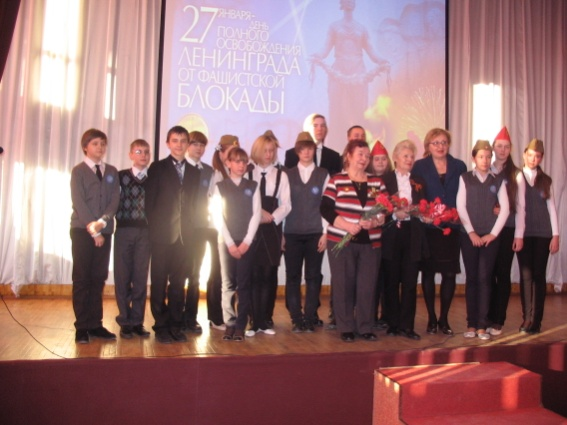 27 ЯНВАРЯ-
ДЕНЬ
ПОЛНОГО
ОСВОБОЖДЕНИЯ
ЛЕНИНГРАДА
ОТ ФАШИСТСКОЙ
БЛОКАДЫ